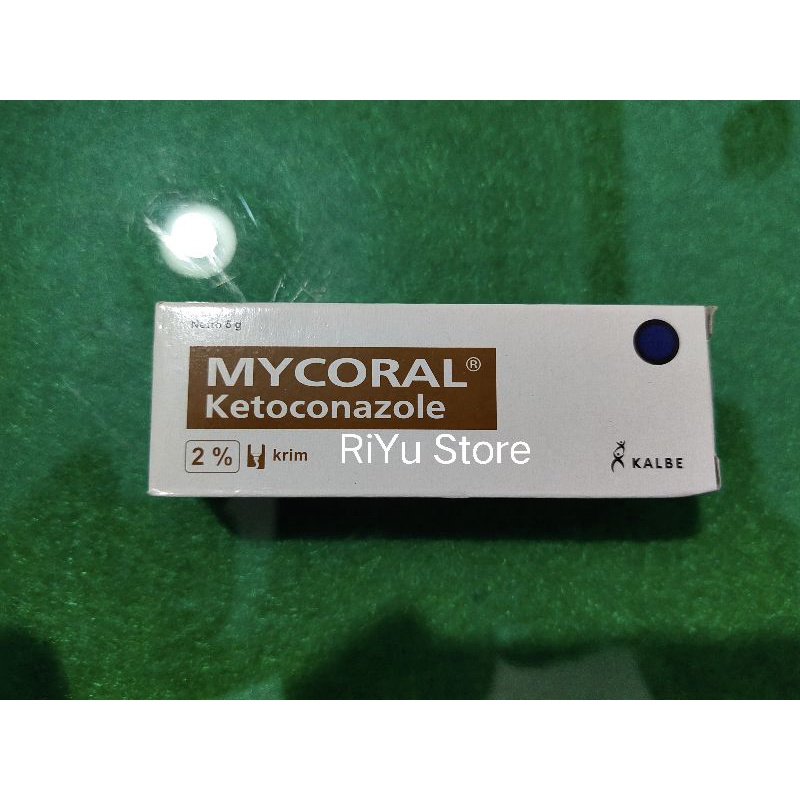 Netto 5 g
MYCORAL®
Ketoconazole
2 % krim
RiYu Store
KALBE